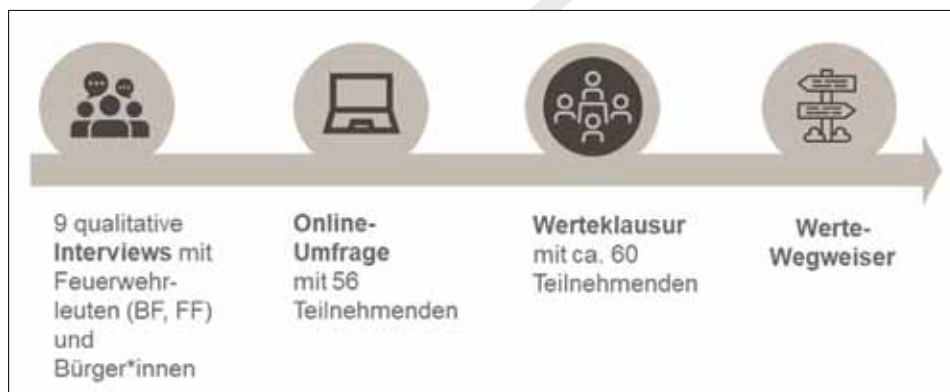 9 qualitative
Interviews mit
Feuerwehr-
leuten (BF, FF)
und
Bürger*innen
Online-
Umfrage
mit 56
Teilnehmenden
Werteklausur
mit ca. 60
Teilnehmenden
Werte-
Wegweiser